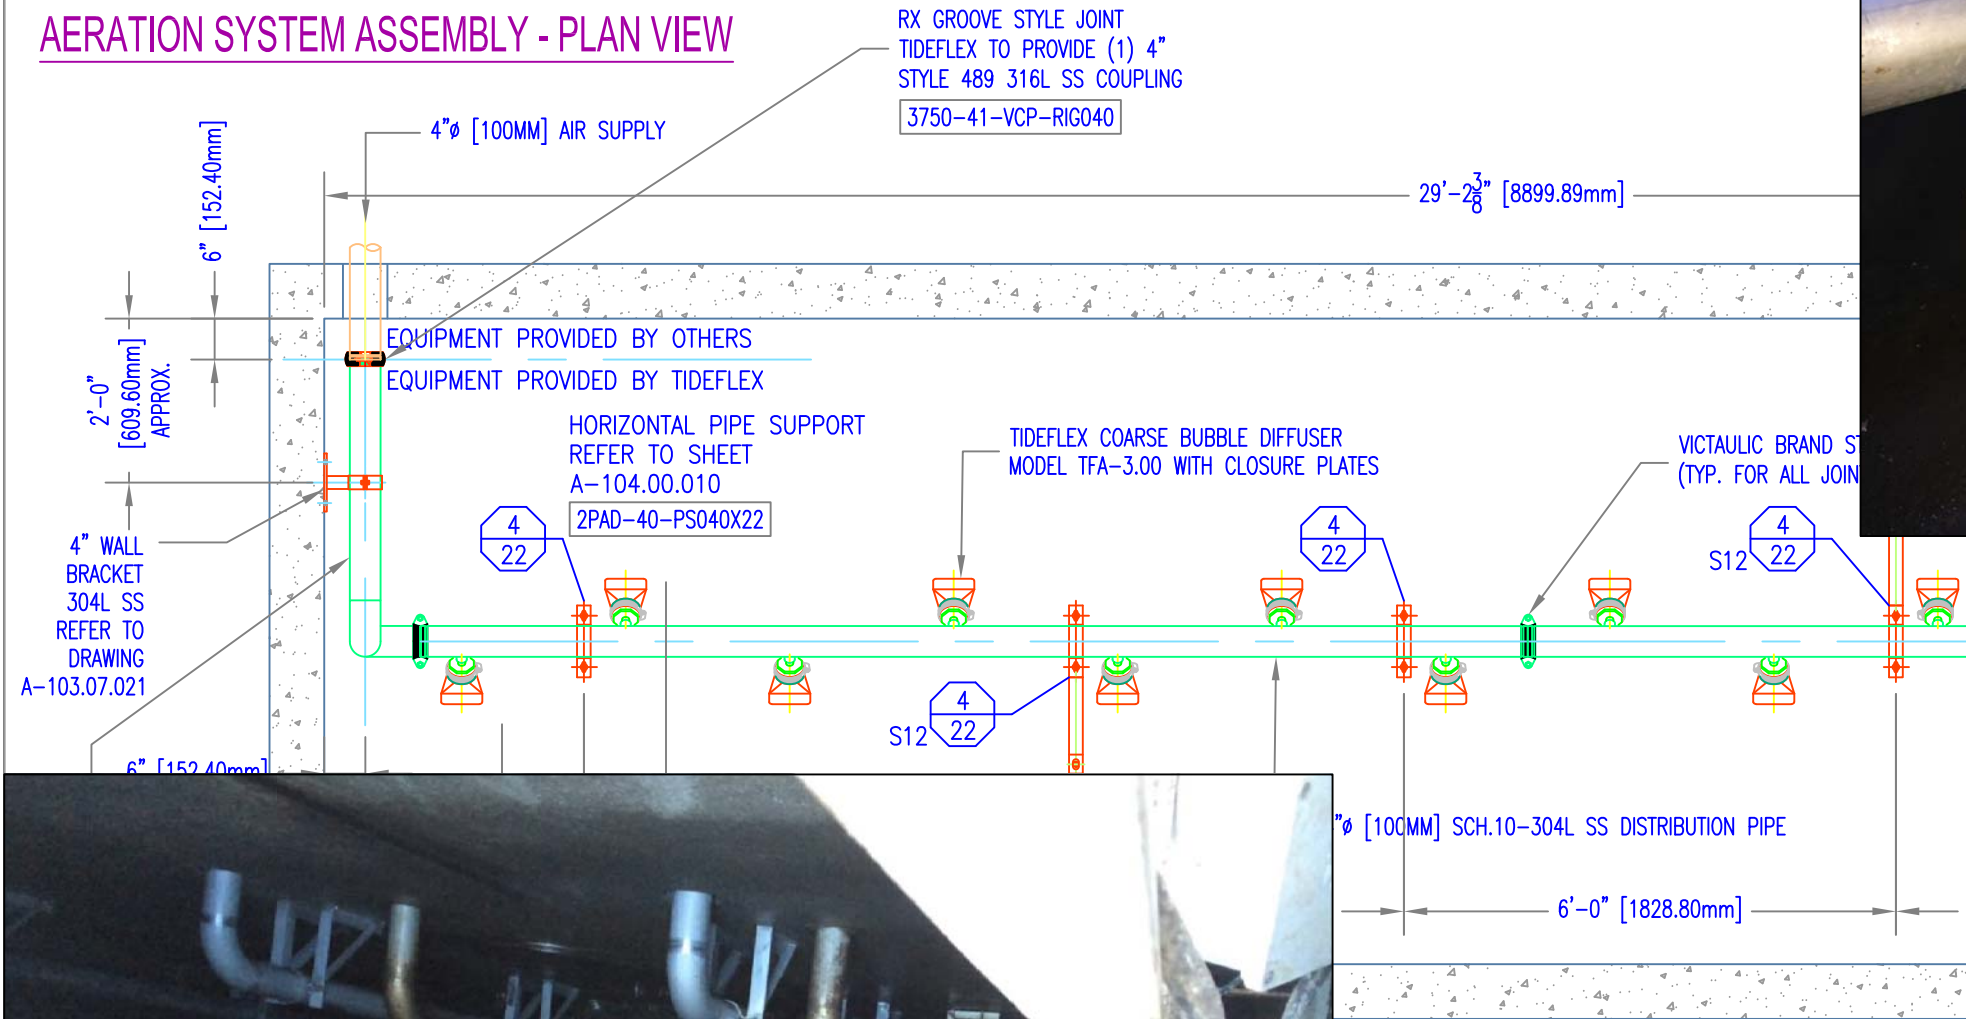 AERATION SYSTEM ASSEMBLY - PLAN VIEW
RX GROOVE STYLE JOINT
TIDEFLEX TO PROVIDE (1) 4"
STYLE 489 316L SS COUPLING
3750-41-VCP-RIG040
4"ø [100MM] AIR SUPPLY
6" [152.40mm]
29'-2 3/8" [8899.89mm]
2'-0"
[609.60mm]
APPROX.
EQUIPMENT PROVIDED BY OTHERS
EQUIPMENT PROVIDED BY TIDEFLEX
HORIZONTAL PIPE SUPPORT
REFER TO SHEET
A-104.00.010
2PAD-40-PS040X22
TIDEFLEX COARSE BUBBLE DIFFUSER
MODEL TFA-3.00 WITH CLOSURE PLATES
VICTAULIC BRAND
(TYP. FOR ALL
4
22
4
22
S12
4
22
4" WALL
BRACKET
304L SS
REFER TO
DRAWING
A-103.07.021
S12
4
22
6" [152.40mm]
"ø [100MM] SCH.10-304L SS DISTRIBUTION PIPE
6'-0" [1828.80mm]